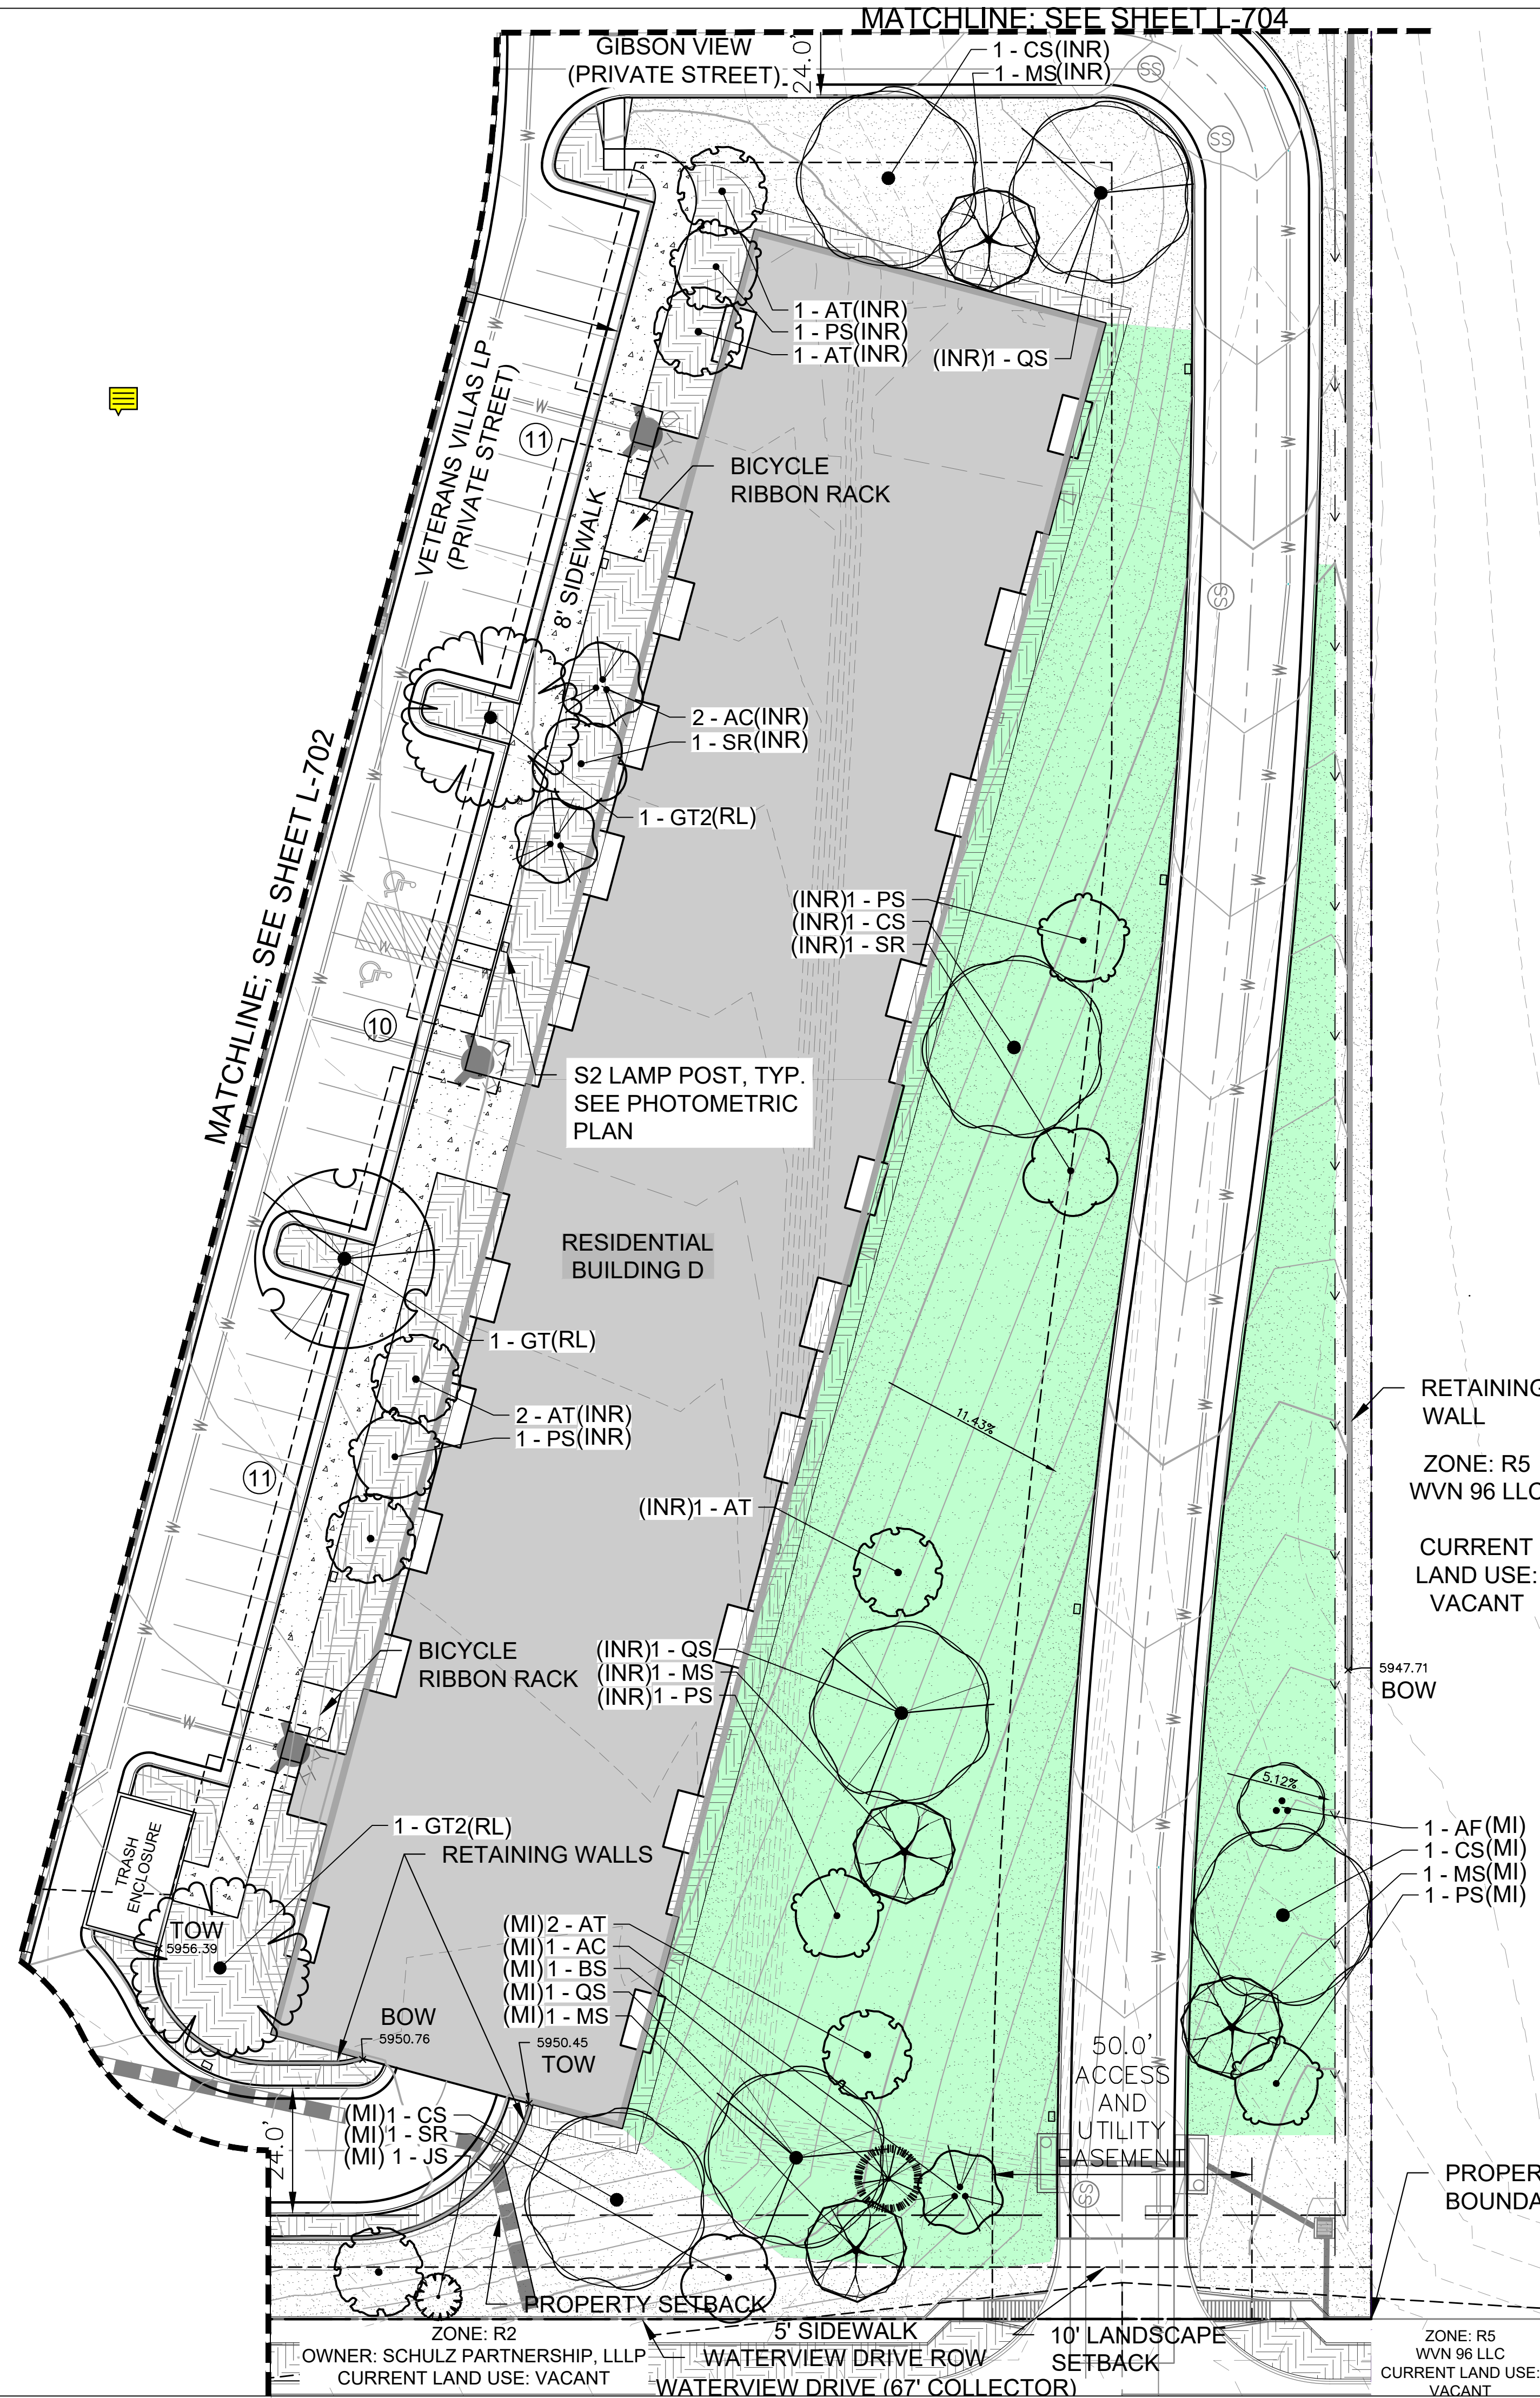 MATCHLINE; SEE SHEET L-704
GIBSON VIEW
(PRIVATE STREET)
24.0'
1 - CS(INR)
1 - MS(INR)
SS
SS
1 - AT(INR)
1 - PS(INR)
1 - AT(INR)
(INR)1 - QS
VETERANS VILLAS LP
(PRIVATE STREET)
11
W
BICYCLE
RIBBON RACK
8' SIDEWALK
SS
2 - AC(INR)
1 - SR(INR)
1 - GT2(RL)
MATCHLINE; SEE SHEET L-702
(INR)1 - PS
(INR)1 - CS
(INR)1 - SR
10
S2 LAMP POST, TYP.
SEE PHOTOMETRIC
PLAN
RESIDENTIAL
BUILDING D
1 - GT(RL)
2 - AT(INR)
1 - PS(INR)
11.43%
RETAINING
WALL
ZONE: R5
WVN 96 LLC
CURRENT
LAND USE:
VACANT
11
(INR)1 - AT
BICYCLE
RIBBON RACK
(INR)1 - QS
(INR)1 - MS
(INR)1 - PS
5947.71
BOW
5.12%
1 - AF(MI)
1 - CS(MI)
1 - MS(MI)
1 - PS(MI)
1 - GT2(RL)
RETAINING WALLS
TRASH
ENCLOSURE
TOW
5956.39
(MI)2 - AT
(MI)1 - AC
(MI)1 - BS
(MI)1 - QS
(MI)1 - MS
BOW
5950.76
5950.45
TOW
50.0'
ACCESS
AND
UTILITY
EASEMENT
24.0'
(MI)1 - CS
(MI)1 - SR
(MI) 1 - JS
SS
PROPER
BOUNDA
PROPERTY SETBACK
ZONE: R2
OWNER: SCHULZ PARTNERSHIP, LLLP
CURRENT LAND USE: VACANT
5' SIDEWALK
WATERVIEW DRIVE ROW
WATERVIEW DRIVE (67' COLLECTOR)
10' LANDSCAPE
SETBACK
ZONE: R5
WVN 96 LLC
CURRENT LAND USE:
VACANT